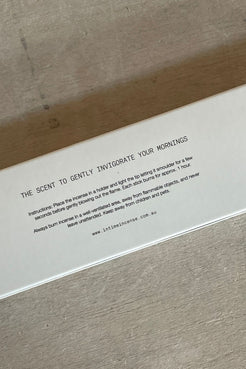 THE SCENT TO GENTLY INVIGORATE YOUR MORNINGS
Instructions: Place the incense in a holder and light the tip letting it smoulder for a few
seconds before gently blowing out the flame. Each stick burns for approx. 1 hour.
Always burn incense in a well-ventilated area, away from flammable objects, and never
leave unattended. Keep away from children and pets.